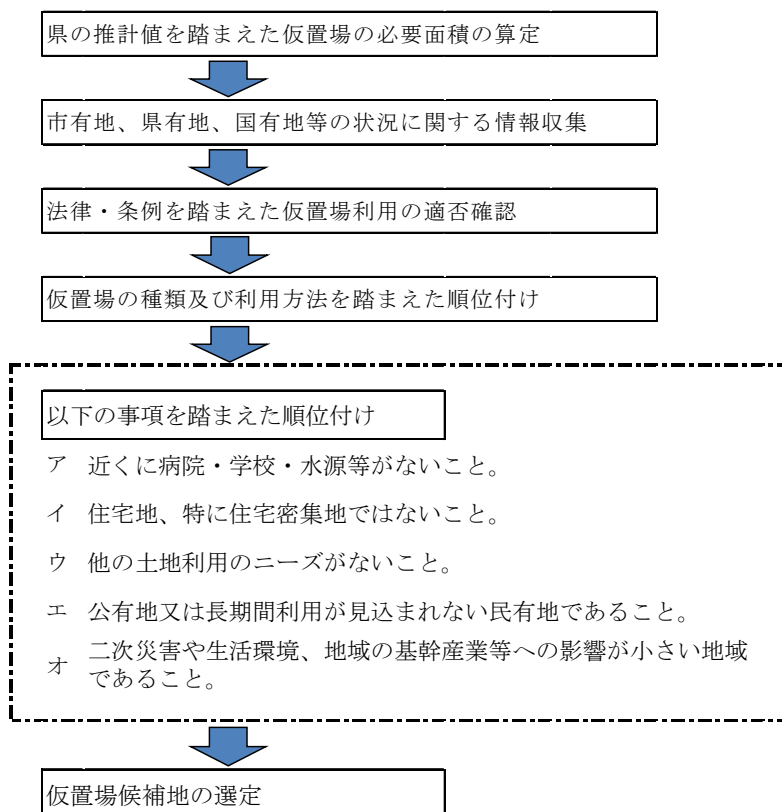 県の推計値を踏まえた仮置場の必要面積の算定
市有地、県有地、国有地等の状況に関する情報収集
法律・条例を踏まえた仮置場利用の適否確認
仮置場の種類及び利用方法を踏まえた順位付け
以下の事項を踏まえた順位付け
ア 近くに病院・学校・水源等がないこと。
イ 住宅地、特に住宅密集地ではないこと。
ウ 他の土地利用のニーズがないこと。
エ 公有地又は長期間利用が見込まれない民有地であること。
オ 二次災害や生活環境、地域の基幹産業等への影響が小さい地域
であること。
仮置場候補地の選定